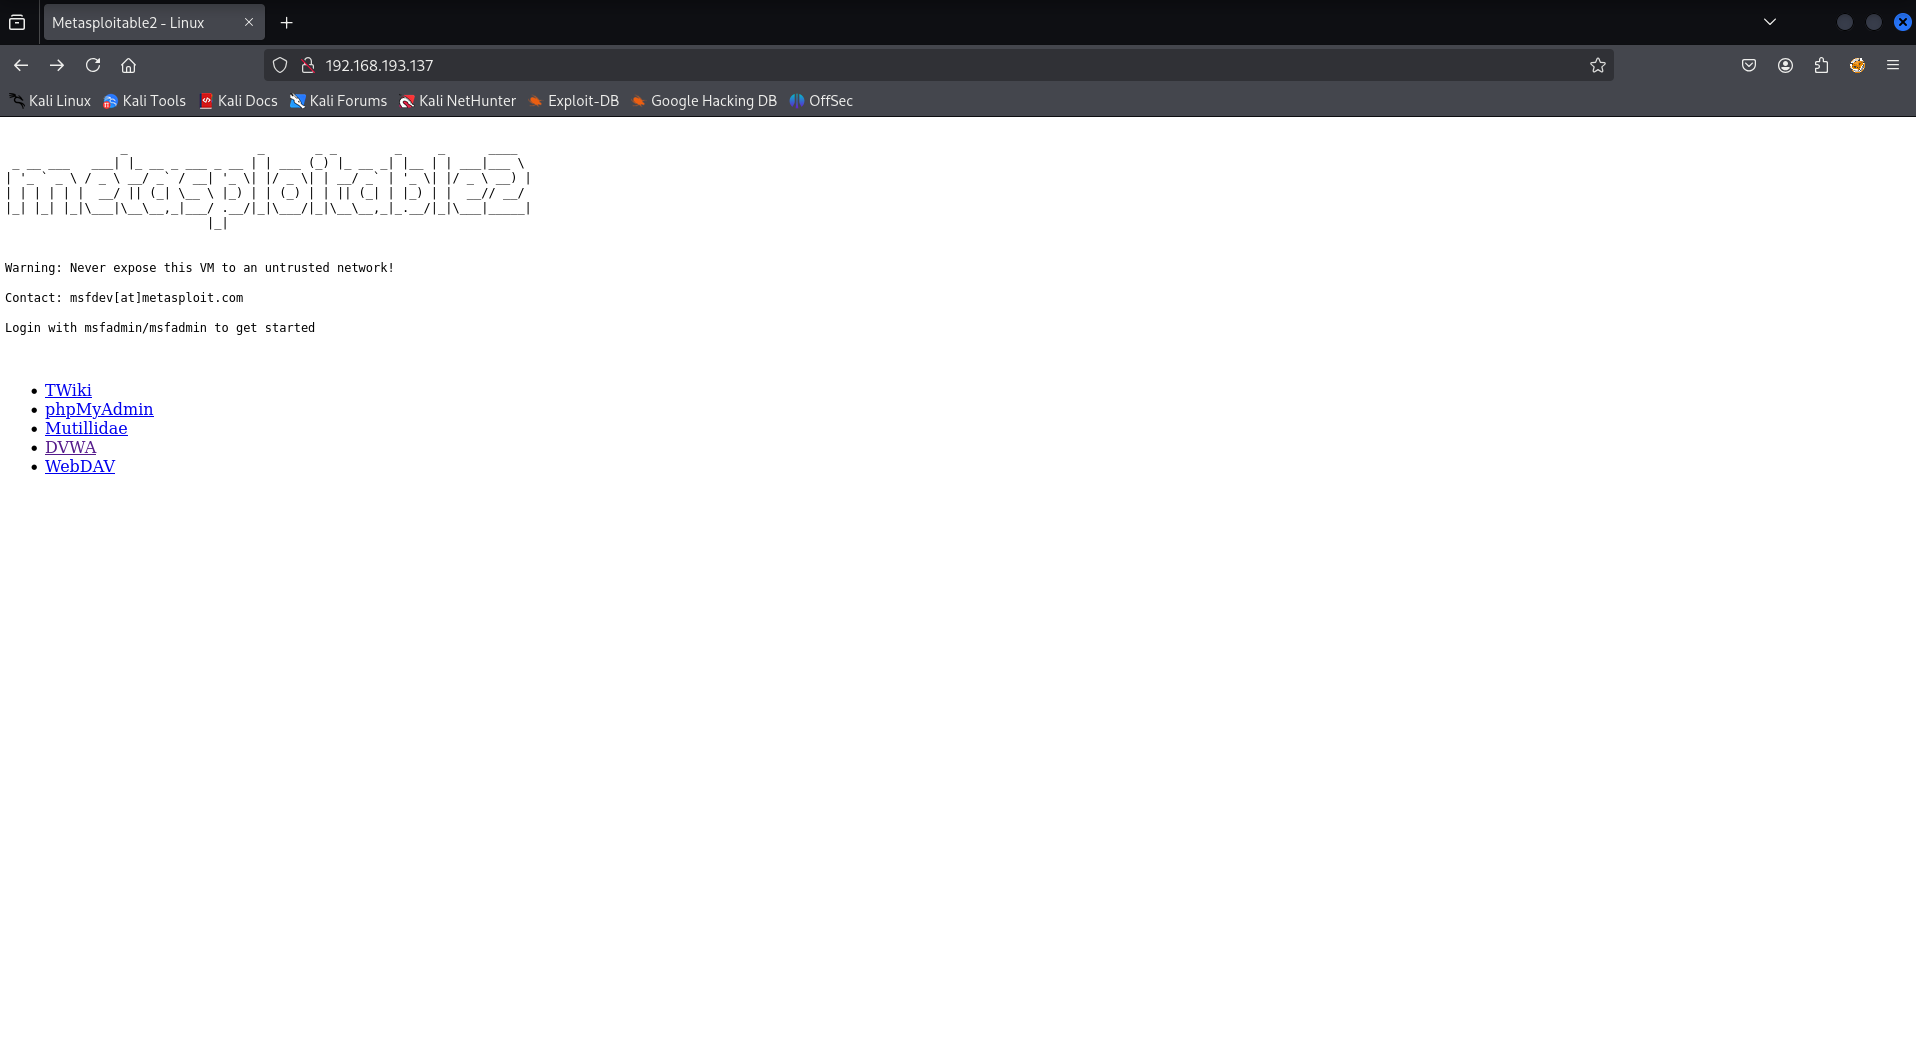 Metasploitable2 - Linux
192.168.193.137
Kali Linux Kali Tools Kali Docs Kali Forums Kali NetHunter Exploit-DB Google Hacking DB OffSec
metasploitable2
Warning: Never expose this VM to an untrusted network!
Contact: msfdev[at]metasploit.com
Login with msfadmin/msfadmin to get started
TWiki
phpMyAdmin
Mutillidae
DVWA
WebDAV